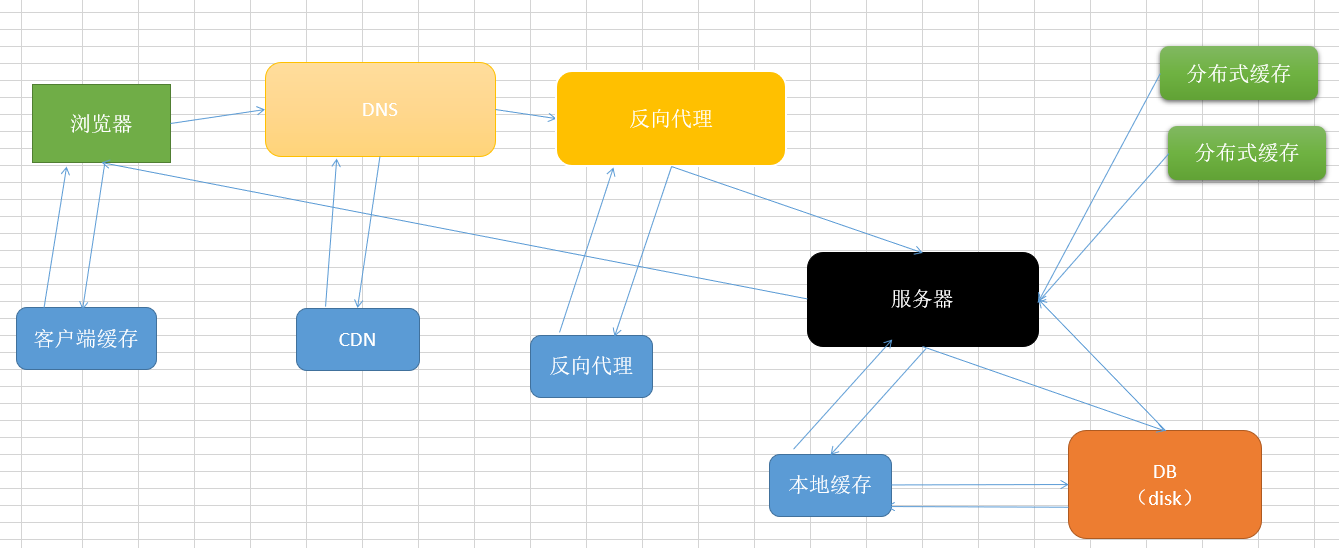 浏览器
DNS
反向代理
分布式缓存
分布式缓存
服务器
客户端缓存
CDN
反向代理
本地缓存
DB
（disk）